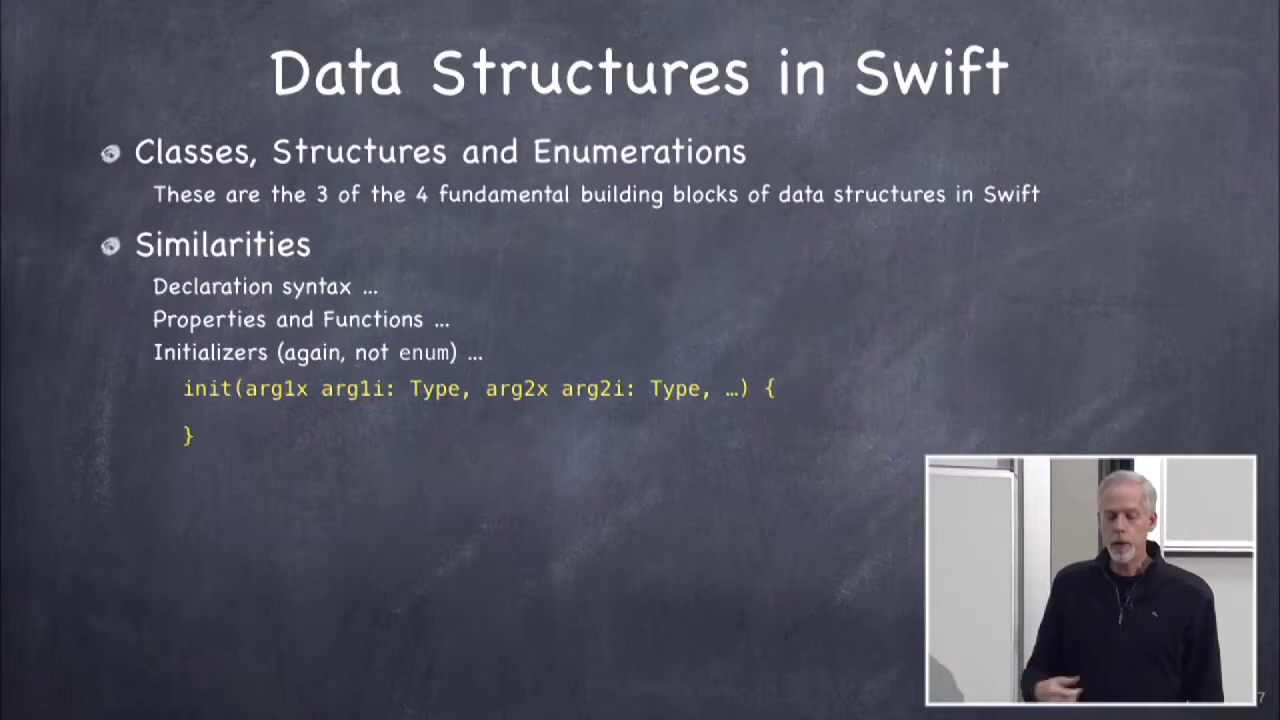 Data Structures in Swift
Classes, Structures and Enumerations
These are the 3 of the 4 fundamental building blocks of data structures in Swift
Similarities
Declaration syntax …
Properties and Functions …
Initializers (again, not enum) …
init(arg1x arg1i: Type, arg2x arg2i: Type, …) {
}
7